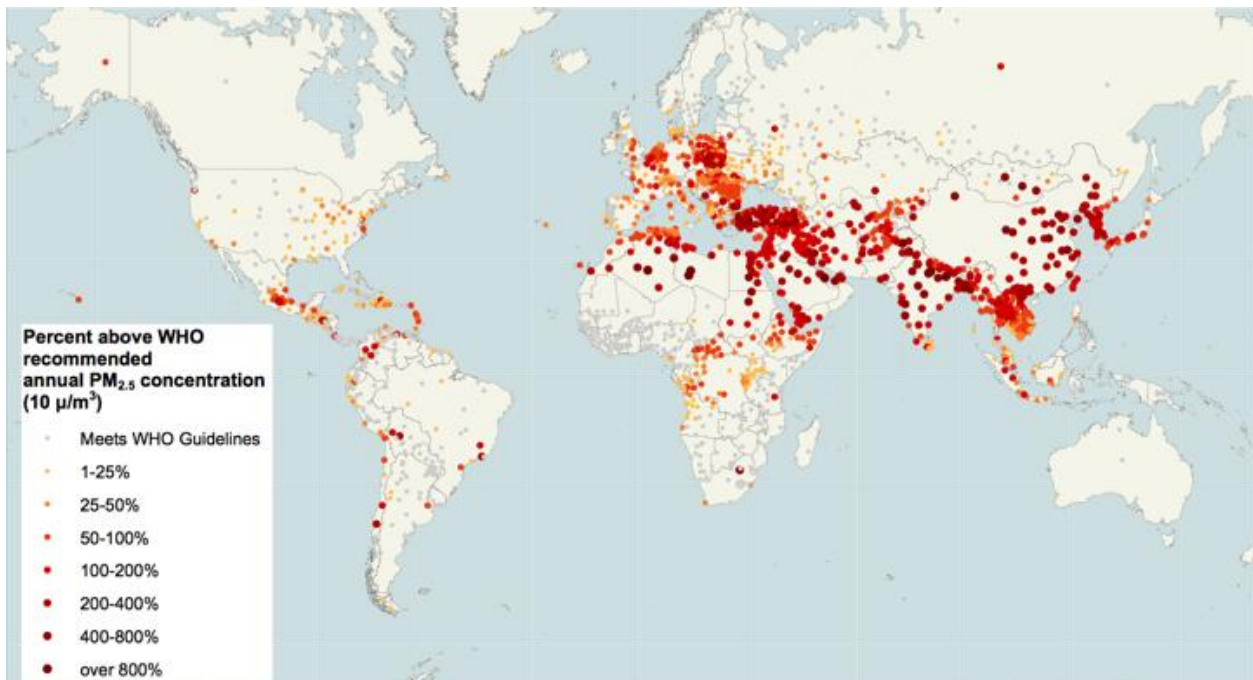 Percent above WHO
recommended
annual PM2.5 concentration
(10 µ/m³)
Meets WHO Guidelines
1-25%
25-50%
50-100%
100-200%
200-400%
400-800%
over 800%